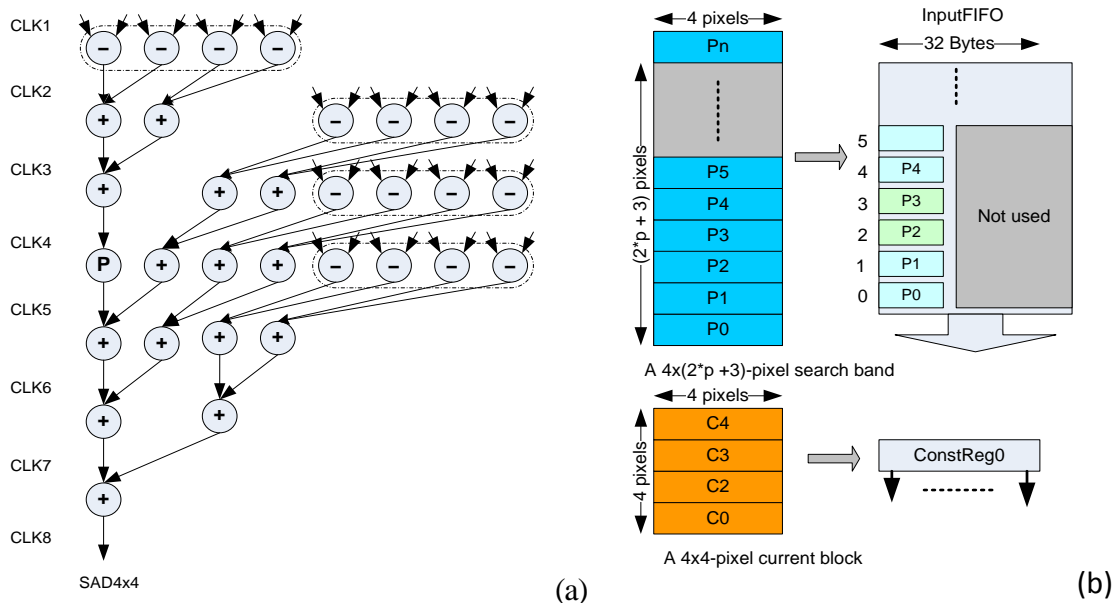 CLK1
− − − −
CLK2
+ +
− − − −
CLK3
+ + +
− − − −
CLK4
P + + +
− − − −
CLK5
+ + + +
CLK6
+ +
CLK7
+
CLK8
SAD4x4
(a)
4 pixels
Pn
(2*p + 3) pixels
P5
P4
P3
P2
P1
P0
A 4x(2*p +3)-pixel search band
InputFIFO
32 Bytes
5
4 P4
3 P3
2 P2
1 P1
0 P0
Not used
4 pixels
4 pixels
C4
C3
C2
C0
A 4x4-pixel current block
ConstReg0
(b)